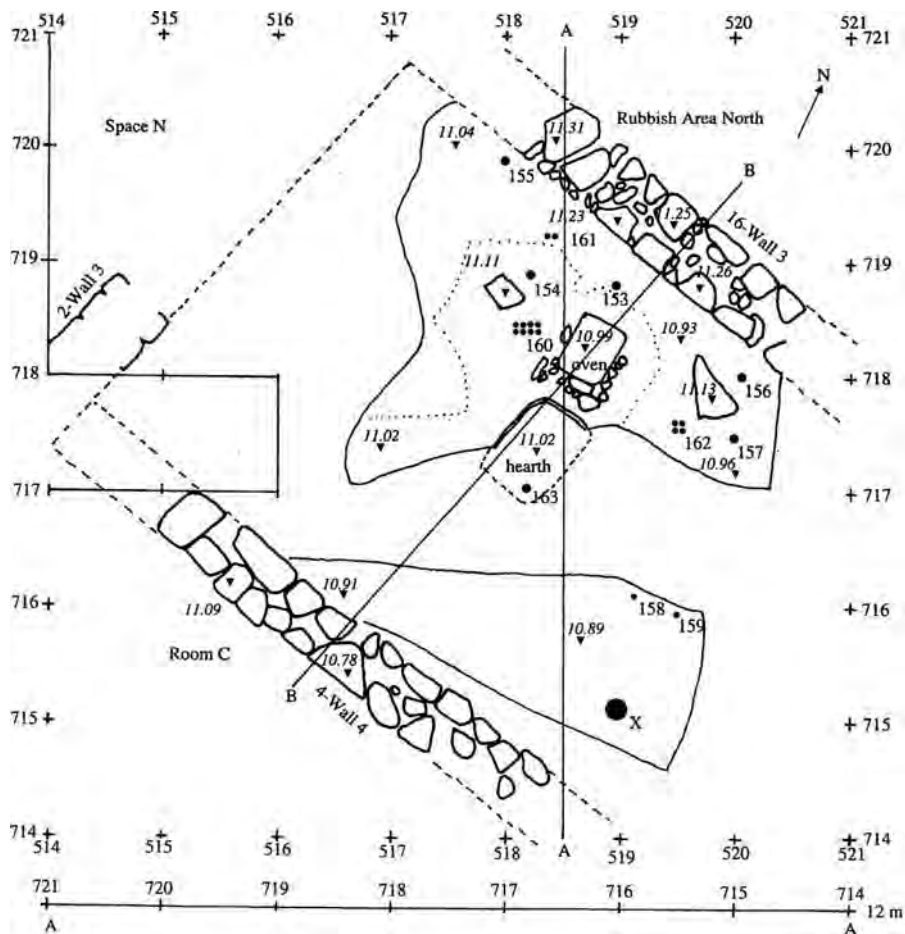 514 515 516 517 518 A 519 520 521
721 721
N
Space N
Rubbish Area North
11.04 11.31
720 720
155 B
11.23 1.25 16-Wall 3
161
719 11.11 11.26 719
2-Wall 3 154 153
160 10.99 10.93
oven
718 11.13 156 718
162 157
11.02 11.02 10.96
hearth
717 163 717
10.91
716 158 716
11.09 159
10.89
Room C 10.78
B X
715 4-Wall 4 715
714 714
514 515 516 517 518 A 519 520 521
721 720 719 718 717 716 715 714
12 m
A A